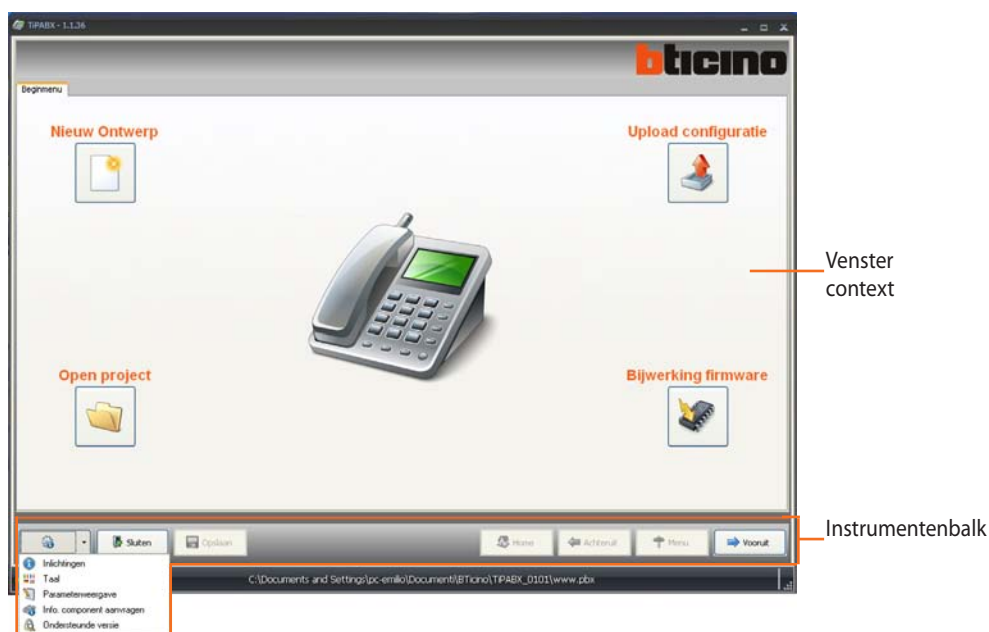 TiPABX - 1.1.36
bticino
Beginmenu
Nieuw Ontwerp
Upload configuratie
Venster
context
Open project
Bijwerking firmware
Instrumentenbalk
Sluiten
Opslaan
Home
Achteruit
Menu
Vooruit
Inlichtingen
Taal
Parameterweergave
Info. component aanvragen
Ondersteunde versie
C:\Documents and Settings\pc-emilio\Documenti\BTicino\TiPABX_0101\www.pbx